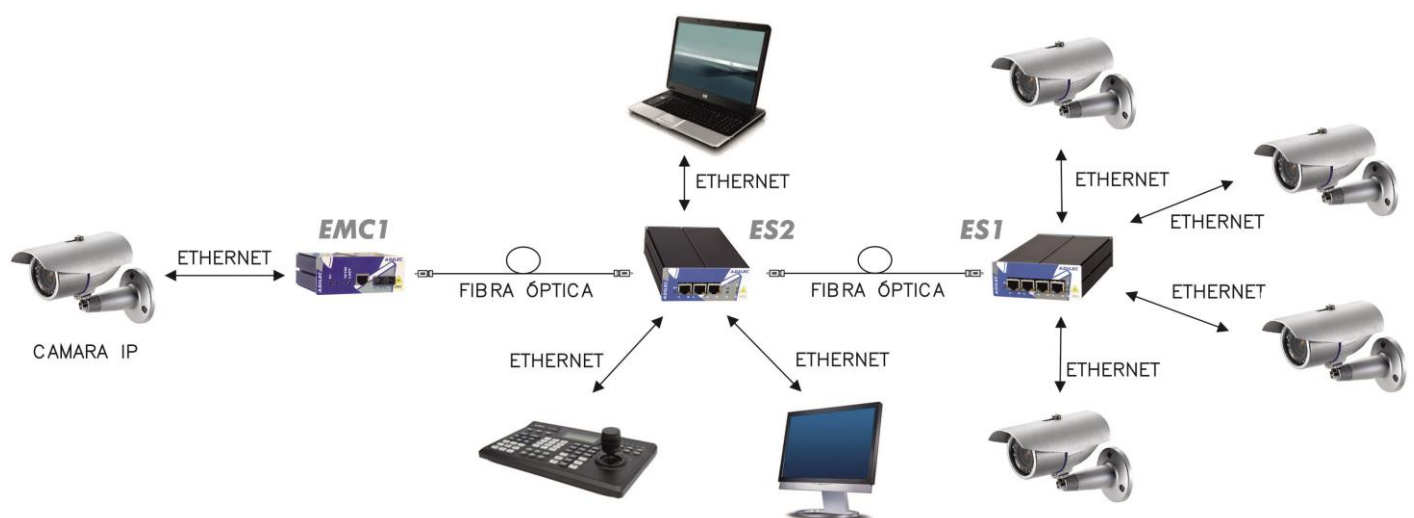 ETHERNET
ETHERNET
ETHERNET
EMC1
ES2
ES1
ETHERNET
ETHERNET
FIBRA ÓPTICA
FIBRA ÓPTICA
ETHERNET
CAMARA IP
ETHERNET
ETHERNET
ETHERNET